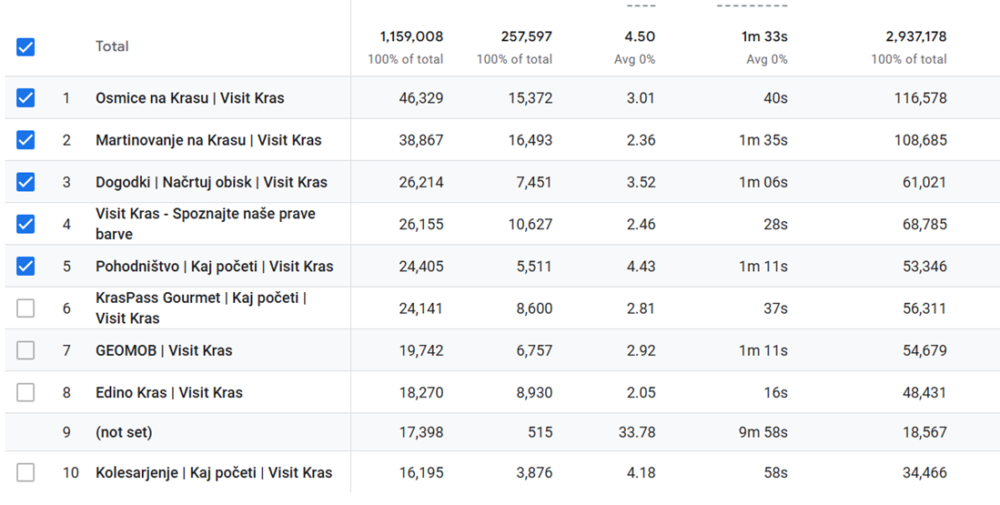 Total 1,159,008 257,597 4.50 1m 33s 2,937,178
100% of total 100% of total Avg 0% Avg 0% 100% of total
1 Osmice na Krasu | Visit Kras 46,329 15,372 3.01 40s 116,578
2 Martinovanje na Krasu | Visit Kras 38,867 16,493 2.36 1m 35s 108,685
3 Dogodki | Načrtuj obisk | Visit Kras 26,214 7,451 3.52 1m 06s 61,021
4 Visit Kras - Spoznajte naše prave
barve 26,155 10,627 2.46 28s 68,785
5 Pohodništvo | Kaj početi | Visit Kras 24,405 5,511 4.43 1m 11s 53,346
6 KrasPass Gourmet | Kaj početi |
Visit Kras 24,141 8,600 2.81 37s 56,311
7 GEOMOB | Visit Kras 19,742 6,757 2.92 1m 11s 54,679
8 Edino Kras | Visit Kras 18,270 8,930 2.05 16s 48,431
9 (not set) 17,398 515 33.78 9m 58s 18,567
10 Kolesarjenje | Kaj početi | Visit Kras 16,195 3,876 4.18 58s 34,466